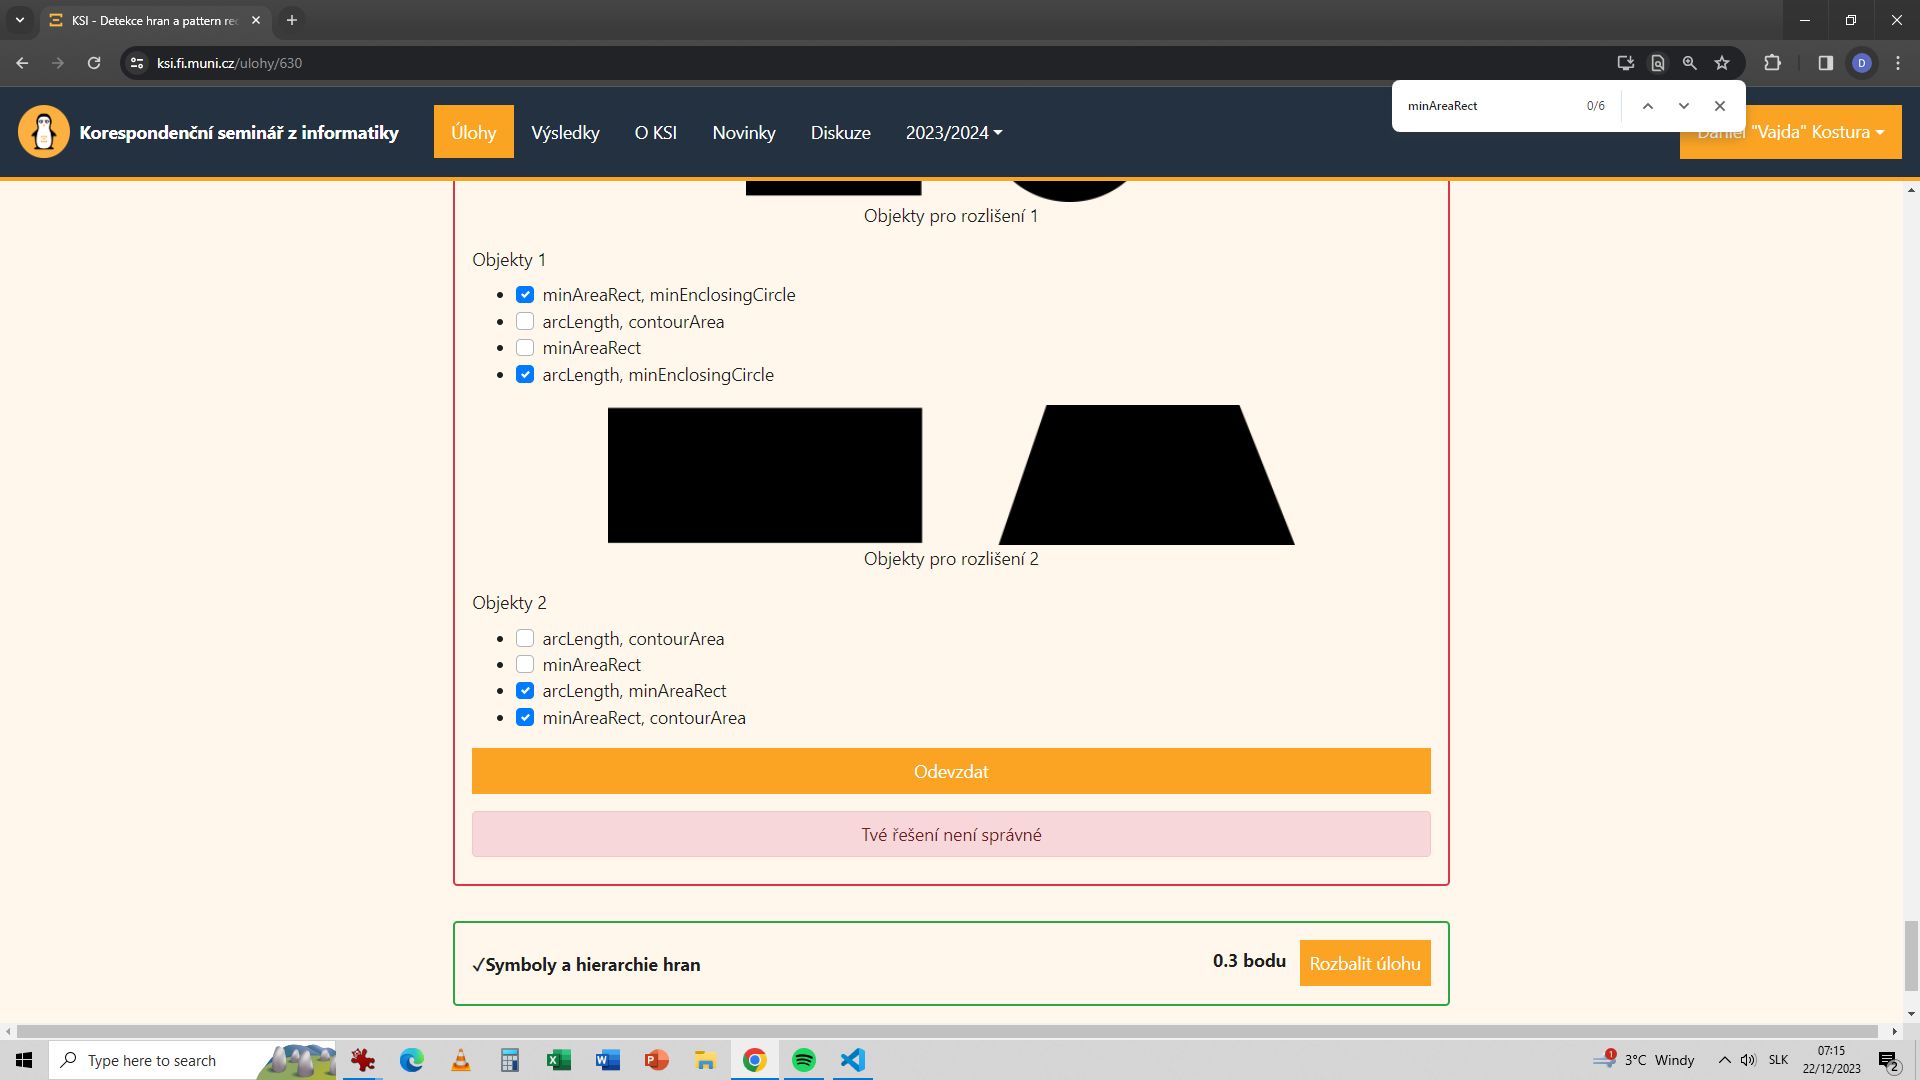 KSI - Detekce hran a pattern rec
ksi.fi.muni.cz/ulohy/630
D
minAreaRect 0/6
Korespondenční seminář z informatiky Úlohy Výsledky O KSI Novinky Diskuze 2023/2024 Daniel "Vajda" Kostura
Objekty pro rozlišení 1
Objekty 1
minAreaRect, minEnclosingCircle
arcLength, contourArea
minAreaRect
arcLength, minEnclosingCircle
Objekty pro rozlišení 2
Objekty 2
arcLength, contourArea
minAreaRect
arcLength, minAreaRect
minAreaRect, contourArea
Odevzdat
Tvé řešení není správné
✓Symboly a hierarchie hran 0.3 bodu Rozbalit úlohu
Type here to search 1 3°C Windy SLK 07:15
22/12/2023 2